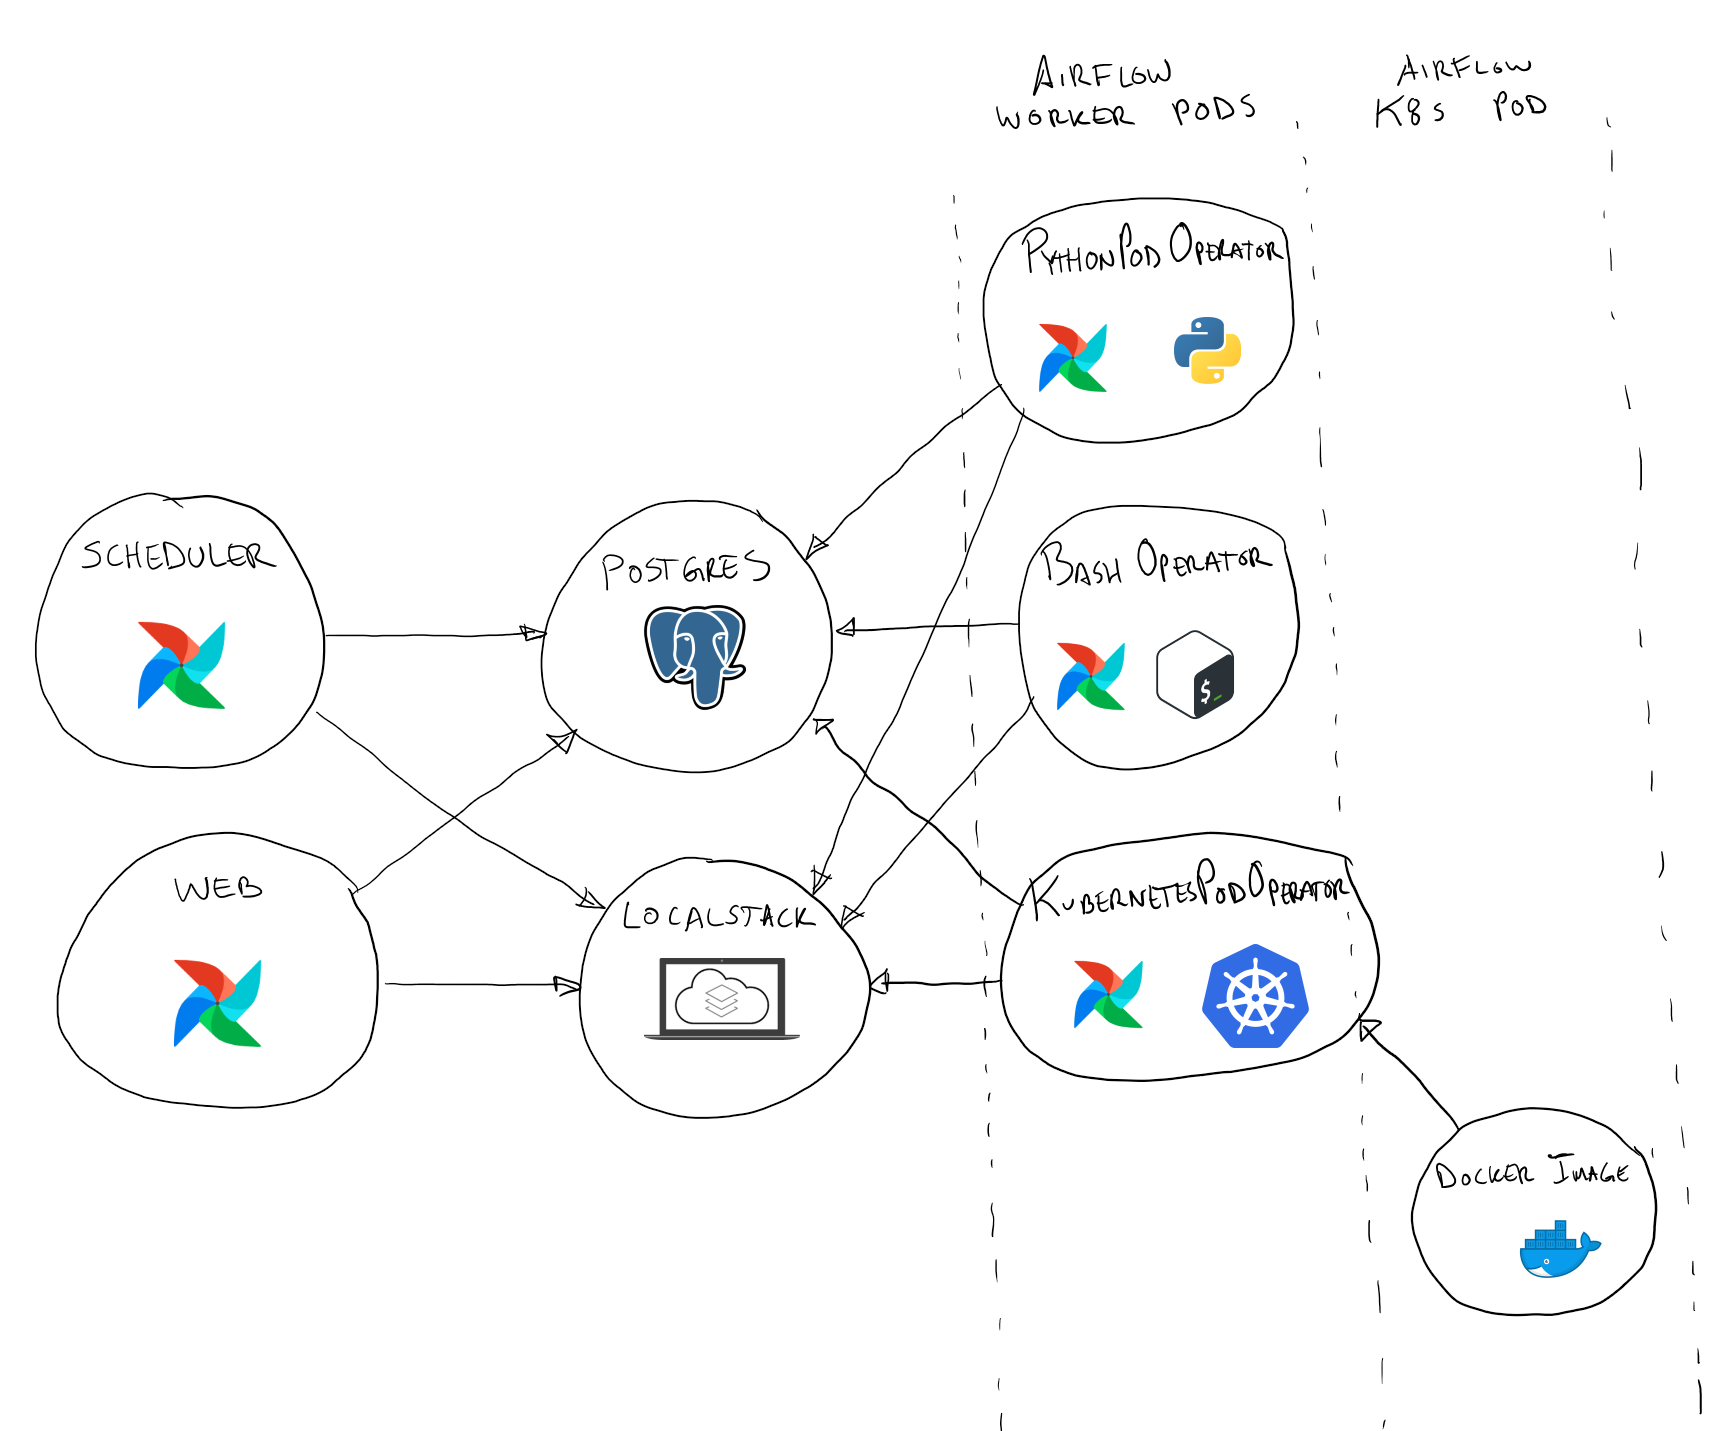 AIRFLOW
WORKER PODS
AIRFLOW
K8S POD
PYTHONPOD OPERATOR
SCHEDULER
POSTGRES
BASH OPERATOR
$_
WEB
LOCALSTACK
KUBERNETESPODOPERATOR
DOCKER IMAGE